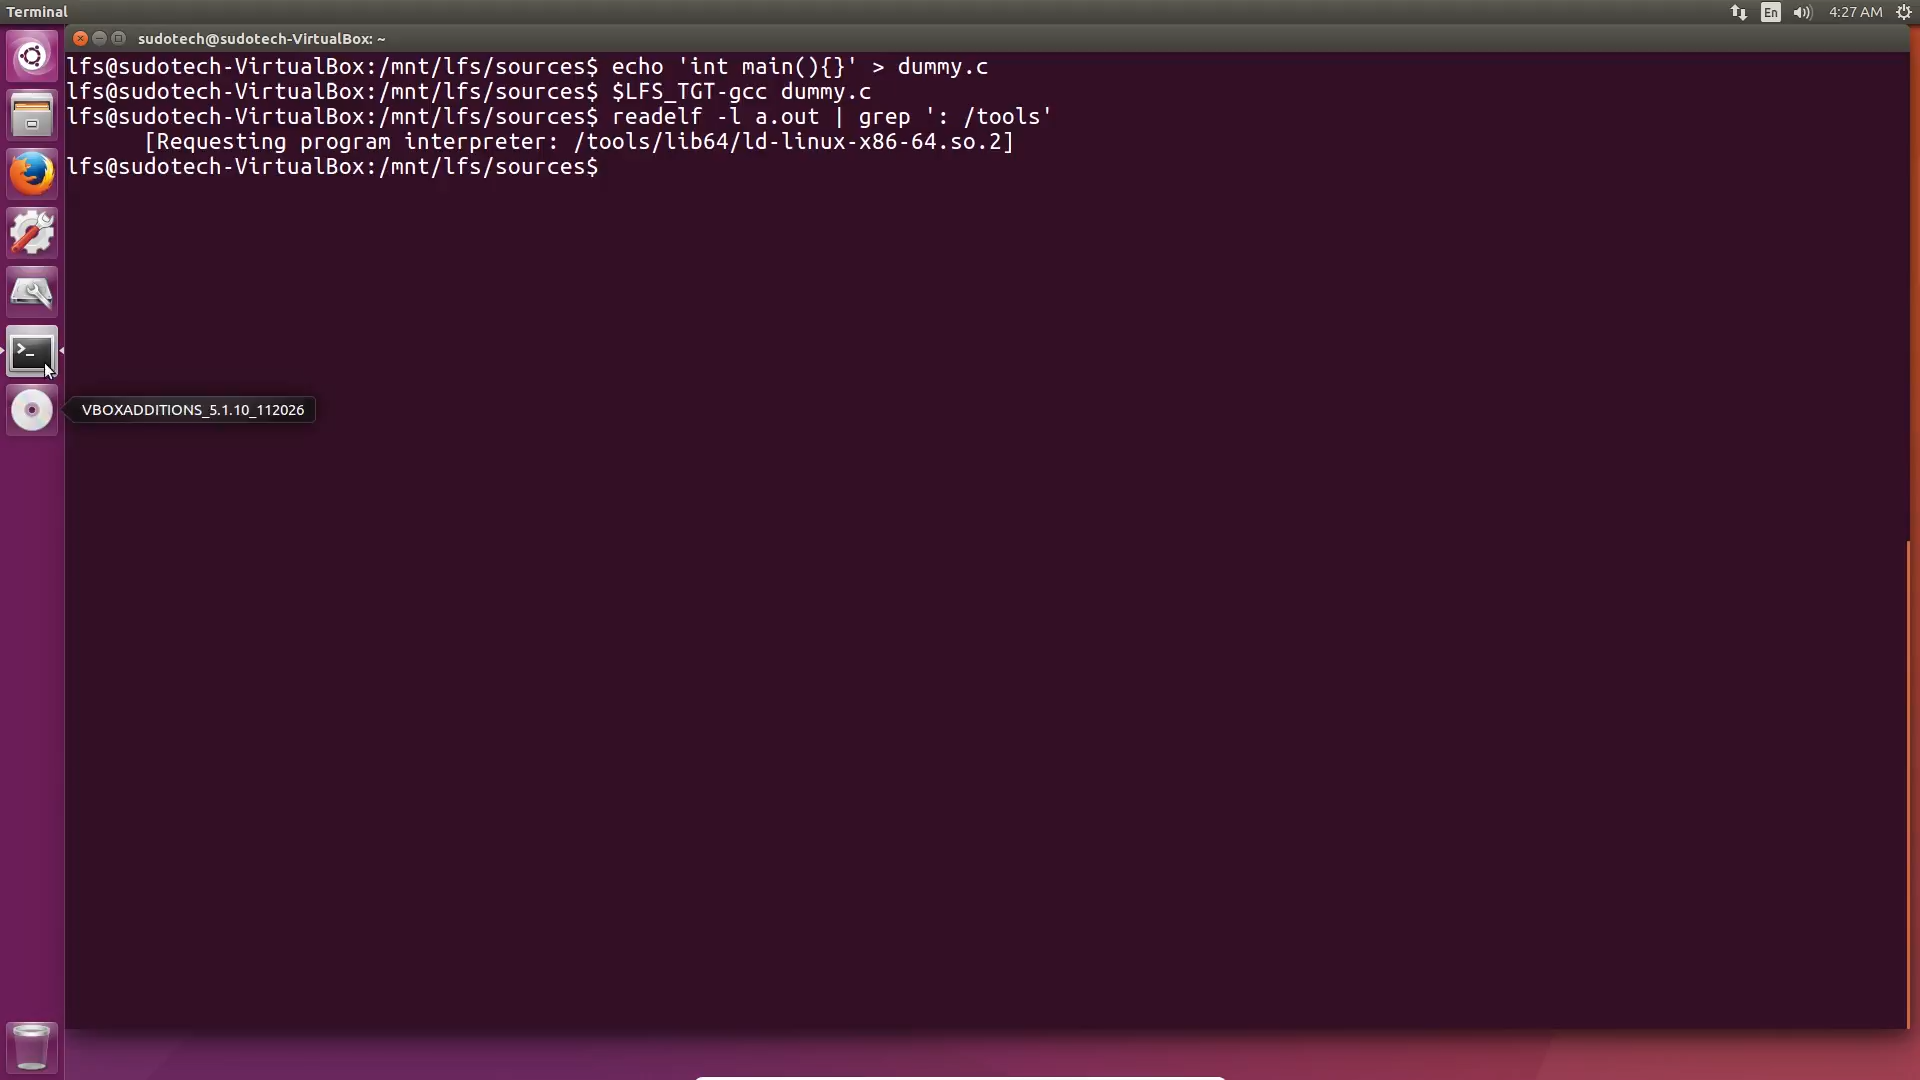 Terminal
En
4:27 AM
sudotech@sudotech-VirtualBox: ~
lfs@sudotech-VirtualBox:/mnt/lfs/sources$ echo 'int main(){}' > dummy.c
lfs@sudotech-VirtualBox:/mnt/lfs/sources$ $LFS_TGT-gcc dummy.c
lfs@sudotech-VirtualBox:/mnt/lfs/sources$ readelf -l a.out | grep ': /tools'
[Requesting program interpreter: /tools/lib64/ld-linux-x86-64.so.2]
lfs@sudotech-VirtualBox:/mnt/lfs/sources$
VBOXADDITIONS_5.1.10_112026